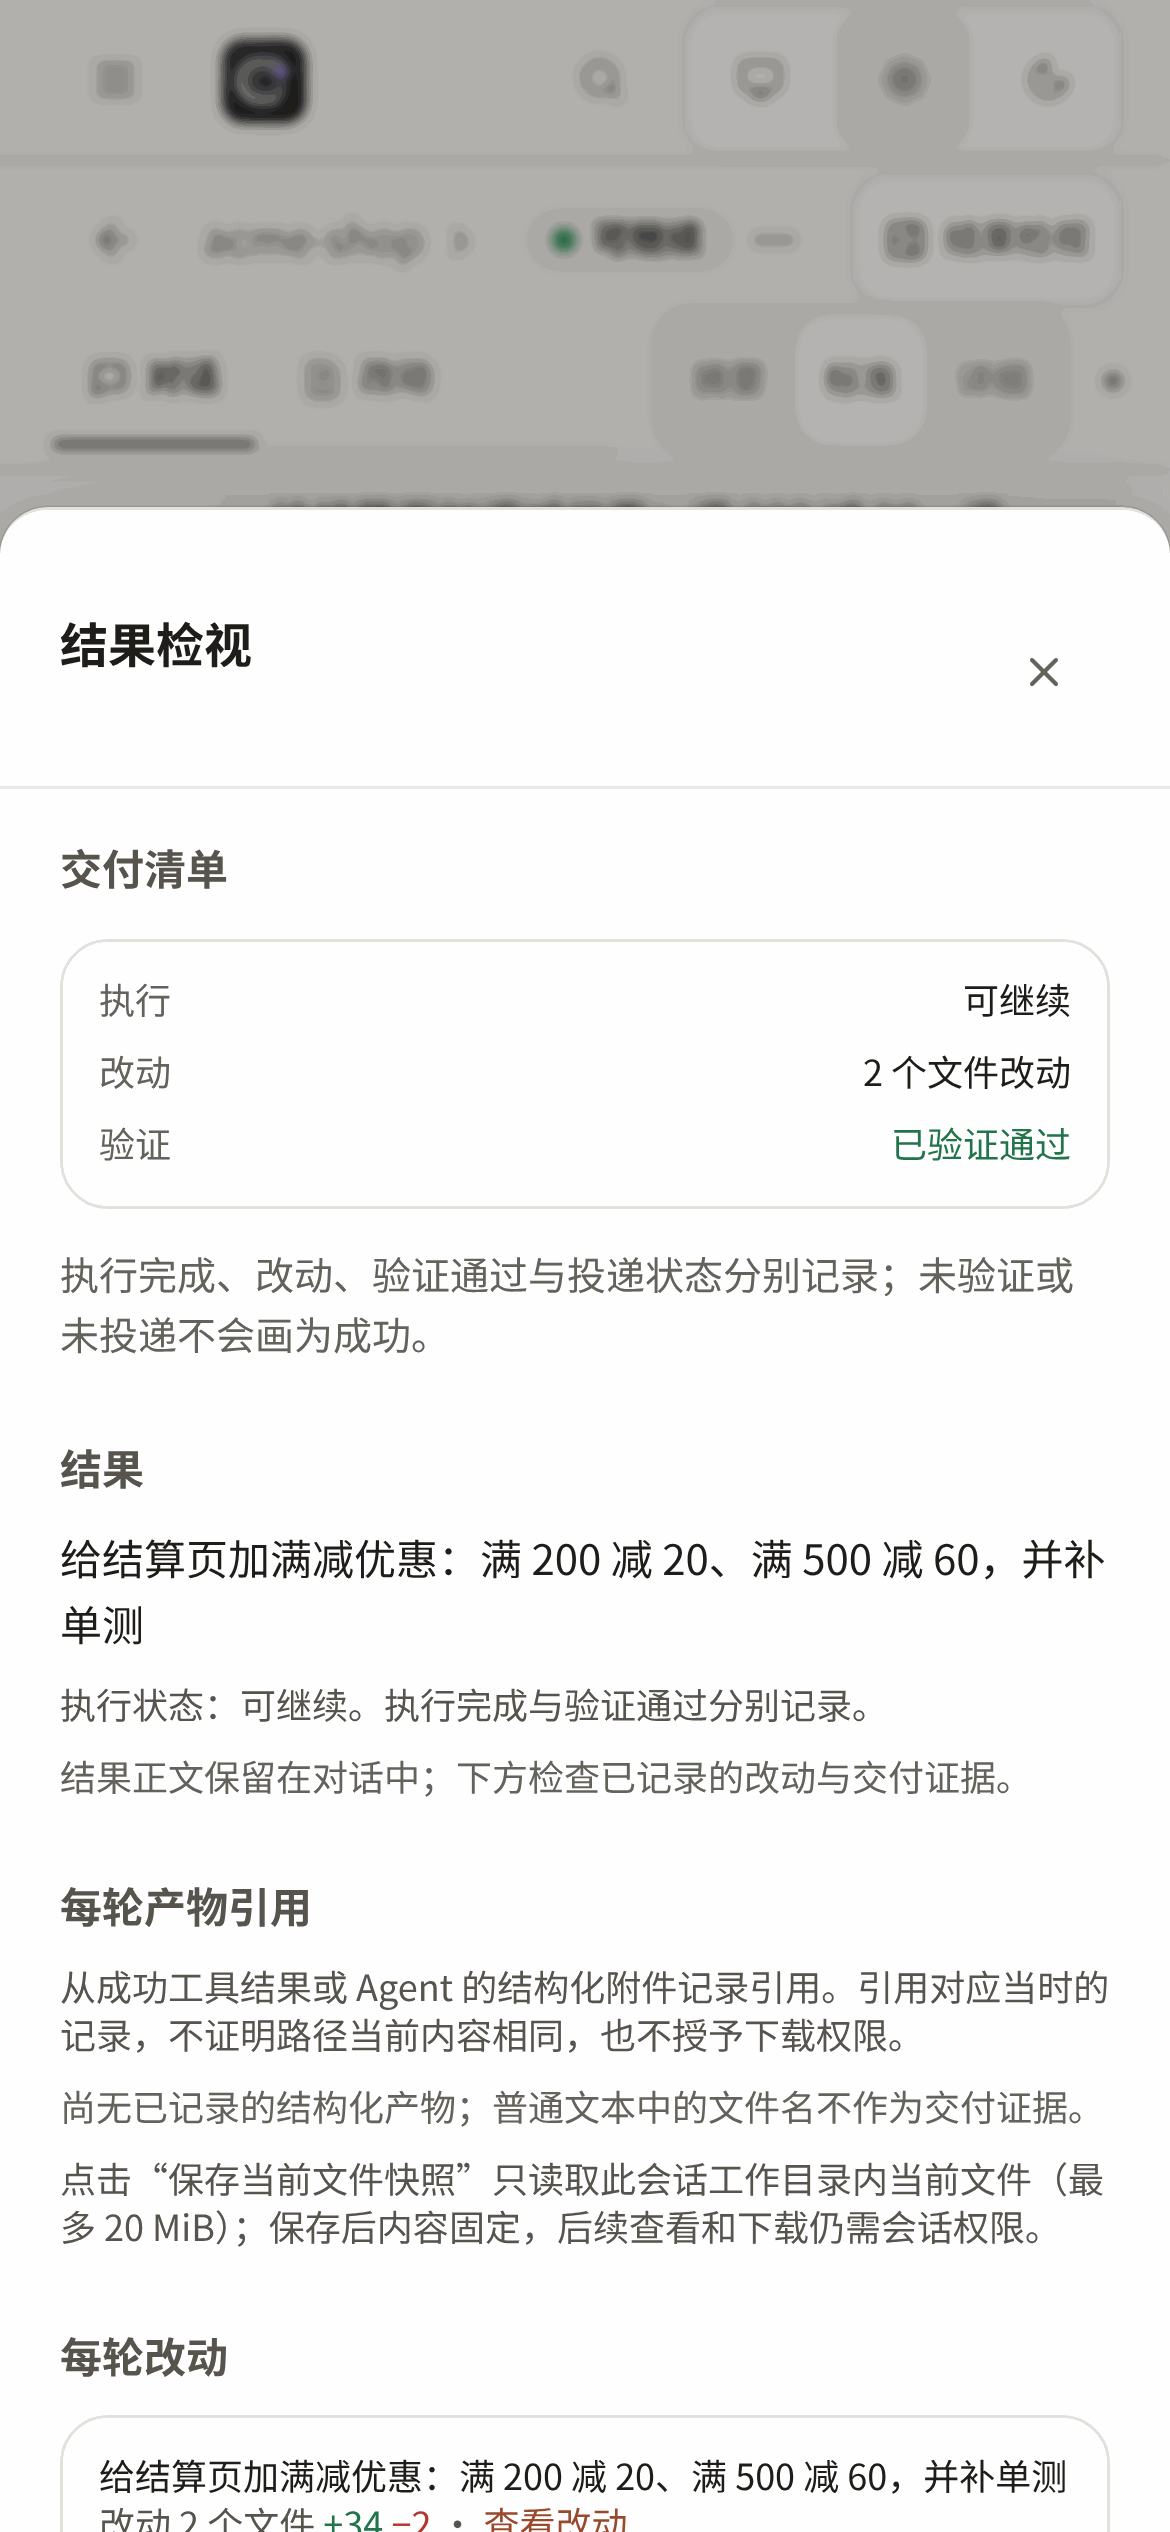 结果检视
交付清单
执行 可继续
改动 2 个文件改动
验证 已验证通过
执行完成、改动、验证通过与投递状态分别记录；未验证或
未投递不会画为成功。
结果
给结算页加满减优惠：满 200 减 20、满 500 减 60，并补
单测
执行状态：可继续。执行完成与验证通过分别记录。
结果正文保留在对话中；下方检查已记录的改动与交付证据。
每轮产物引用
从成功工具结果或 Agent 的结构化附件记录引用。引用对应当时的
记录，不证明路径当前内容相同，也不授予下载权限。
尚无已记录的结构化产物；普通文本中的文件名不作为交付证据。
点击“保存当前文件快照”只读取此会话工作目录内当前文件（最
多 20 MiB）；保存后内容固定，后续查看和下载仍需会话权限。
每轮改动
给结算页加满减优惠：满 200 减 20、满 500 减 60，并补单测
改动 2 个文件 +34 −2 · 查看改动